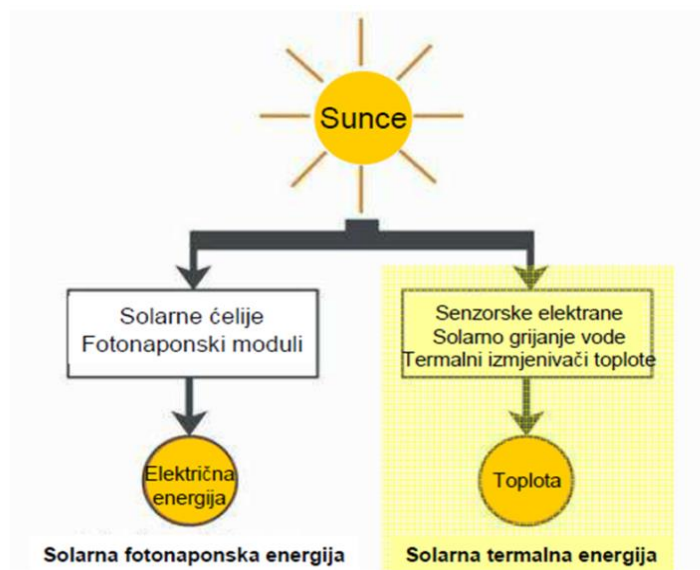 Sunce
Solarne ćelije
Fotonaponski moduli
Senzorske elektrane
Solarno grijanje vode
Termalni izmjenivači toplote
Električna
energija
Toplota
Solarna fotonaponska energija
Solarna termalna energija